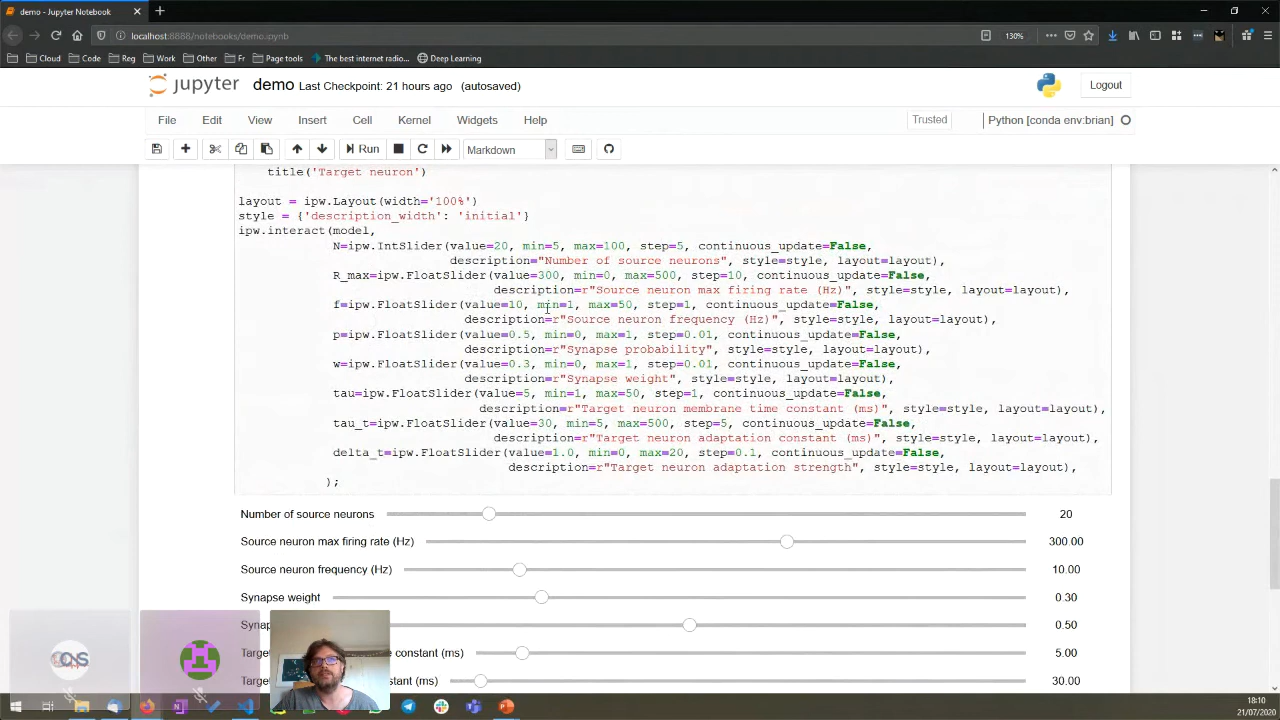 demo - Jupyter Notebook
localhost:8888/notebooks/demo.ipynb
130%
Cloud
Code
Reg
Work
Other
Fr
Page tools
The best internet radio...
Deep Learning
jupyter demo Last Checkpoint: 21 hours ago (autosaved)
Logout
File Edit View Insert Cell Kernel Widgets Help
Trusted
Python [conda env:brian]
Run
Markdown
title('Target neuron')
layout = ipw.Layout(width='100%')
style = {'description_width': 'initial'}
ipw.interact(model,
N=ipw.IntSlider(value=20, min=5, max=100, step=5, continuous_update=False,
description="Number of source neurons", style=style, layout=layout),
R_max=ipw.FloatSlider(value=300, min=0, max=500, step=10, continuous_update=False,
description=r"Source neuron max firing rate (Hz)", style=style, layout=layout),
f=ipw.FloatSlider(value=10, min=1, max=50, step=1, continuous_update=False,
description=r"Source neuron frequency (Hz)", style=style, layout=layout),
p=ipw.FloatSlider(value=0.5, min=0, max=1, step=0.01, continuous_update=False,
description=r"Synapse probability", style=style, layout=layout),
w=ipw.FloatSlider(value=0.3, min=0, max=1, step=0.01, continuous_update=False,
description=r"Synapse weight", style=style, layout=layout),
tau=ipw.FloatSlider(value=5, min=1, max=50, step=1, continuous_update=False,
description=r"Target neuron membrane time constant (ms)", style=style, layout=layout),
tau_t=ipw.FloatSlider(value=30, min=5, max=500, step=5, continuous_update=False,
description=r"Target neuron adaptation constant (ms)", style=style, layout=layout),
delta_t=ipw.FloatSlider(value=1.0, min=0, max=20, step=0.1, continuous_update=False,
description=r"Target neuron adaptation strength", style=style, layout=layout),
);
Number of source neurons 20
Source neuron max firing rate (Hz) 300.00
Source neuron frequency (Hz) 10.00
Synapse weight 0.30
Synap 0.50
Targe e constant (ms) 5.00
Targe stant (ms) 30.00
18:10
21/07/2020